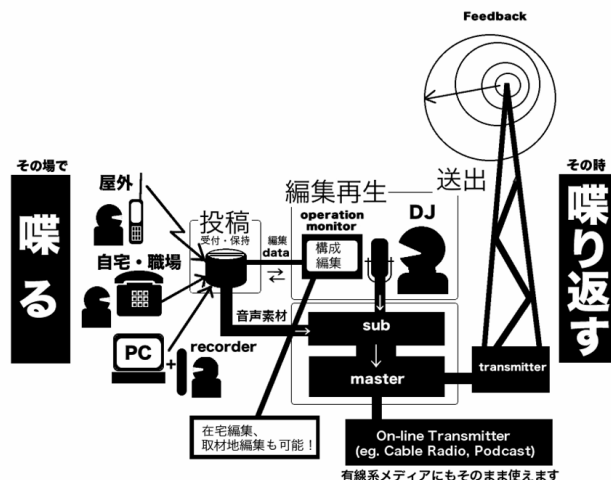 Feedback
その場で
喋る
屋外
自宅・職場
PC
+
recorder
投稿
受付・保持
編集
data
音声素材
編集再生
送出
operation
monitor
構成
編集
DJ
sub
master
在宅編集、
取材地編集も可能！
transmitter
On-line Transmitter
(eg. Cable Radio, Podcast)
有線系メディアにもそのまま使えます
その時
喋り返す